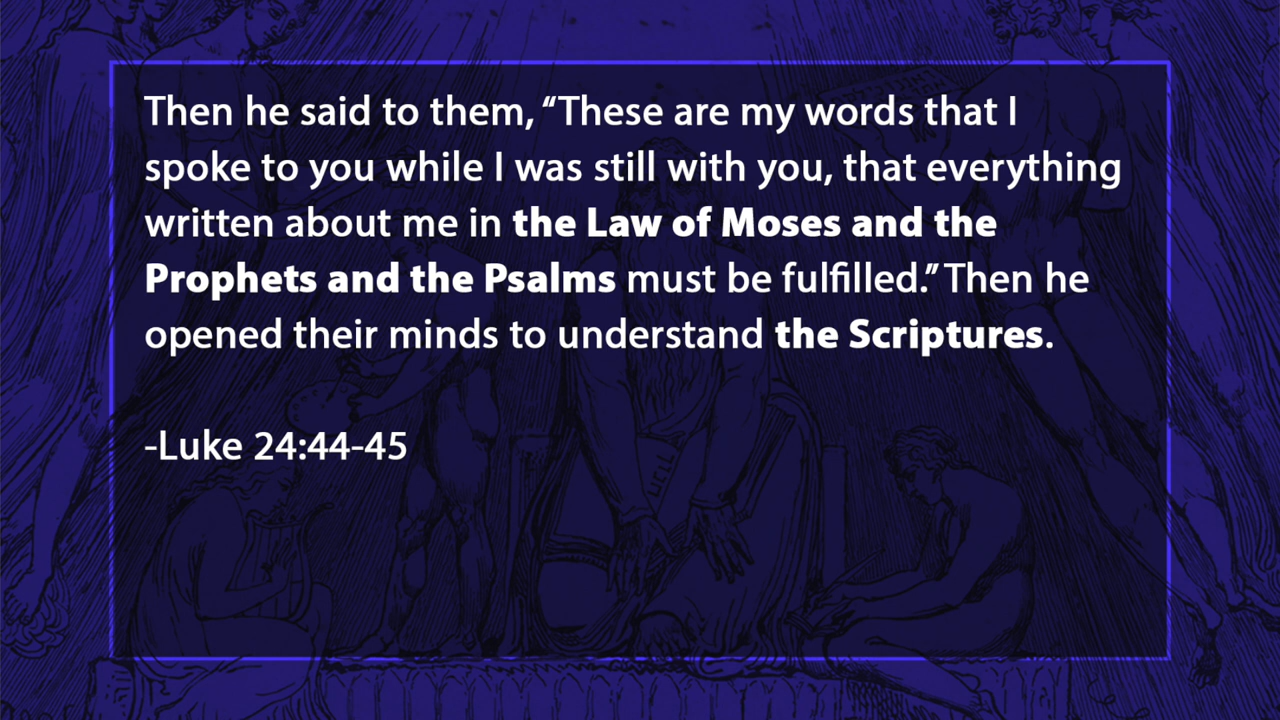 Then he said to them, “These are my words that I
spoke to you while I was still with you, that everything
written about me in the Law of Moses and the
Prophets and the Psalms must be fulfilled.” Then he
opened their minds to understand the Scriptures.
-Luke 24:44-45